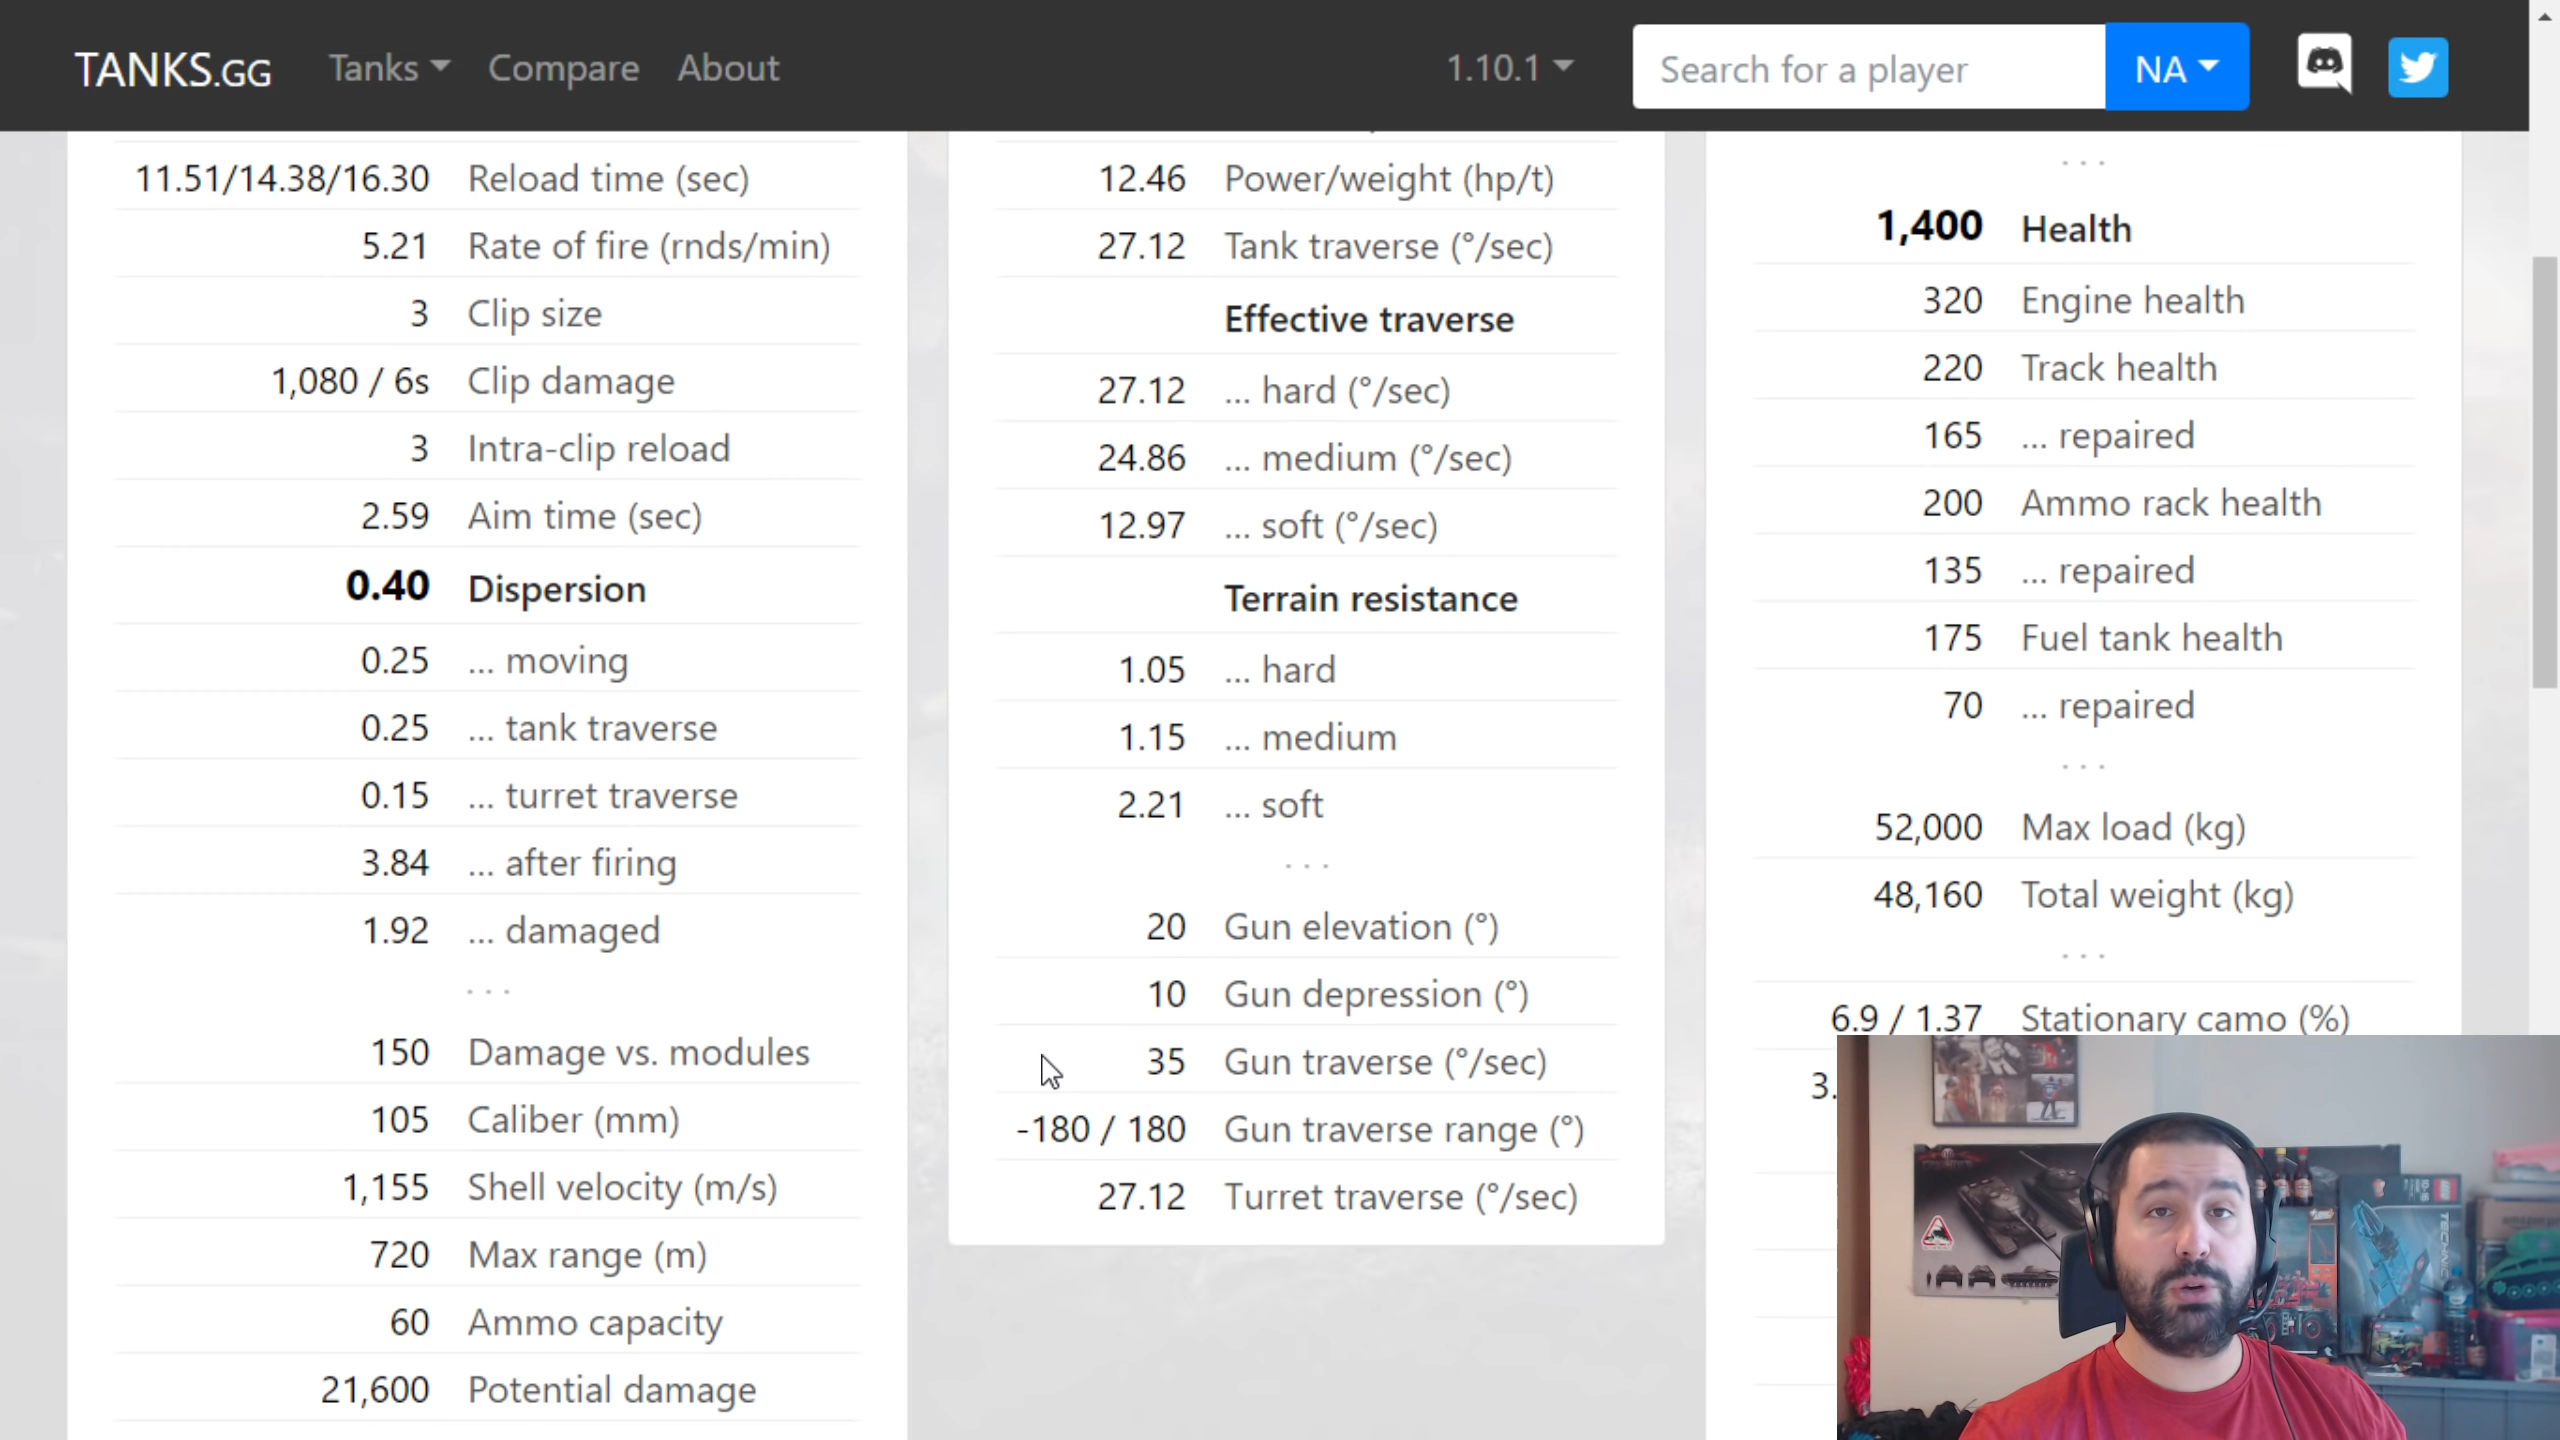 TANKS.GG Tanks Compare About 1.10.1 Search for a player NA
11.51/14.38/16.30 Reload time (sec)
5.21 Rate of fire (rnds/min)
3 Clip size
1,080 / 6s Clip damage
3 Intra-clip reload
2.59 Aim time (sec)
0.40 Dispersion
0.25 ... moving
0.25 ... tank traverse
0.15 ... turret traverse
3.84 ... after firing
1.92 ... damaged
...
150 Damage vs. modules
105 Caliber (mm)
1,155 Shell velocity (m/s)
720 Max range (m)
60 Ammo capacity
21,600 Potential damage
12.46 Power/weight (hp/t)
27.12 Tank traverse (°/sec)
Effective traverse
27.12 ... hard (°/sec)
24.86 ... medium (°/sec)
12.97 ... soft (°/sec)
Terrain resistance
1.05 ... hard
1.15 ... medium
2.21 ... soft
...
20 Gun elevation (°)
10 Gun depression (°)
35 Gun traverse (°/sec)
-180 / 180 Gun traverse range (°)
27.12 Turret traverse (°/sec)
...
1,400 Health
320 Engine health
220 Track health
165 ... repaired
200 Ammo rack health
135 ... repaired
175 Fuel tank health
70 ... repaired
...
52,000 Max load (kg)
48,160 Total weight (kg)
...
6.9 / 1.37 Stationary camo (%)
3.
LEGO
TECHNIC